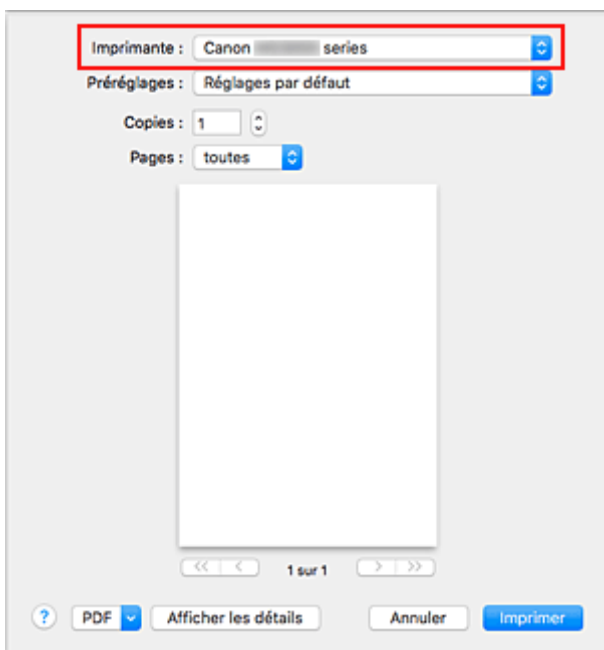 Imprimante : Canon series
Préréglages : Réglages par défaut
Copies : 1
Pages : toutes
<< < 1 sur 1 > >>
? PDF Afficher les détails Annuler Imprimer